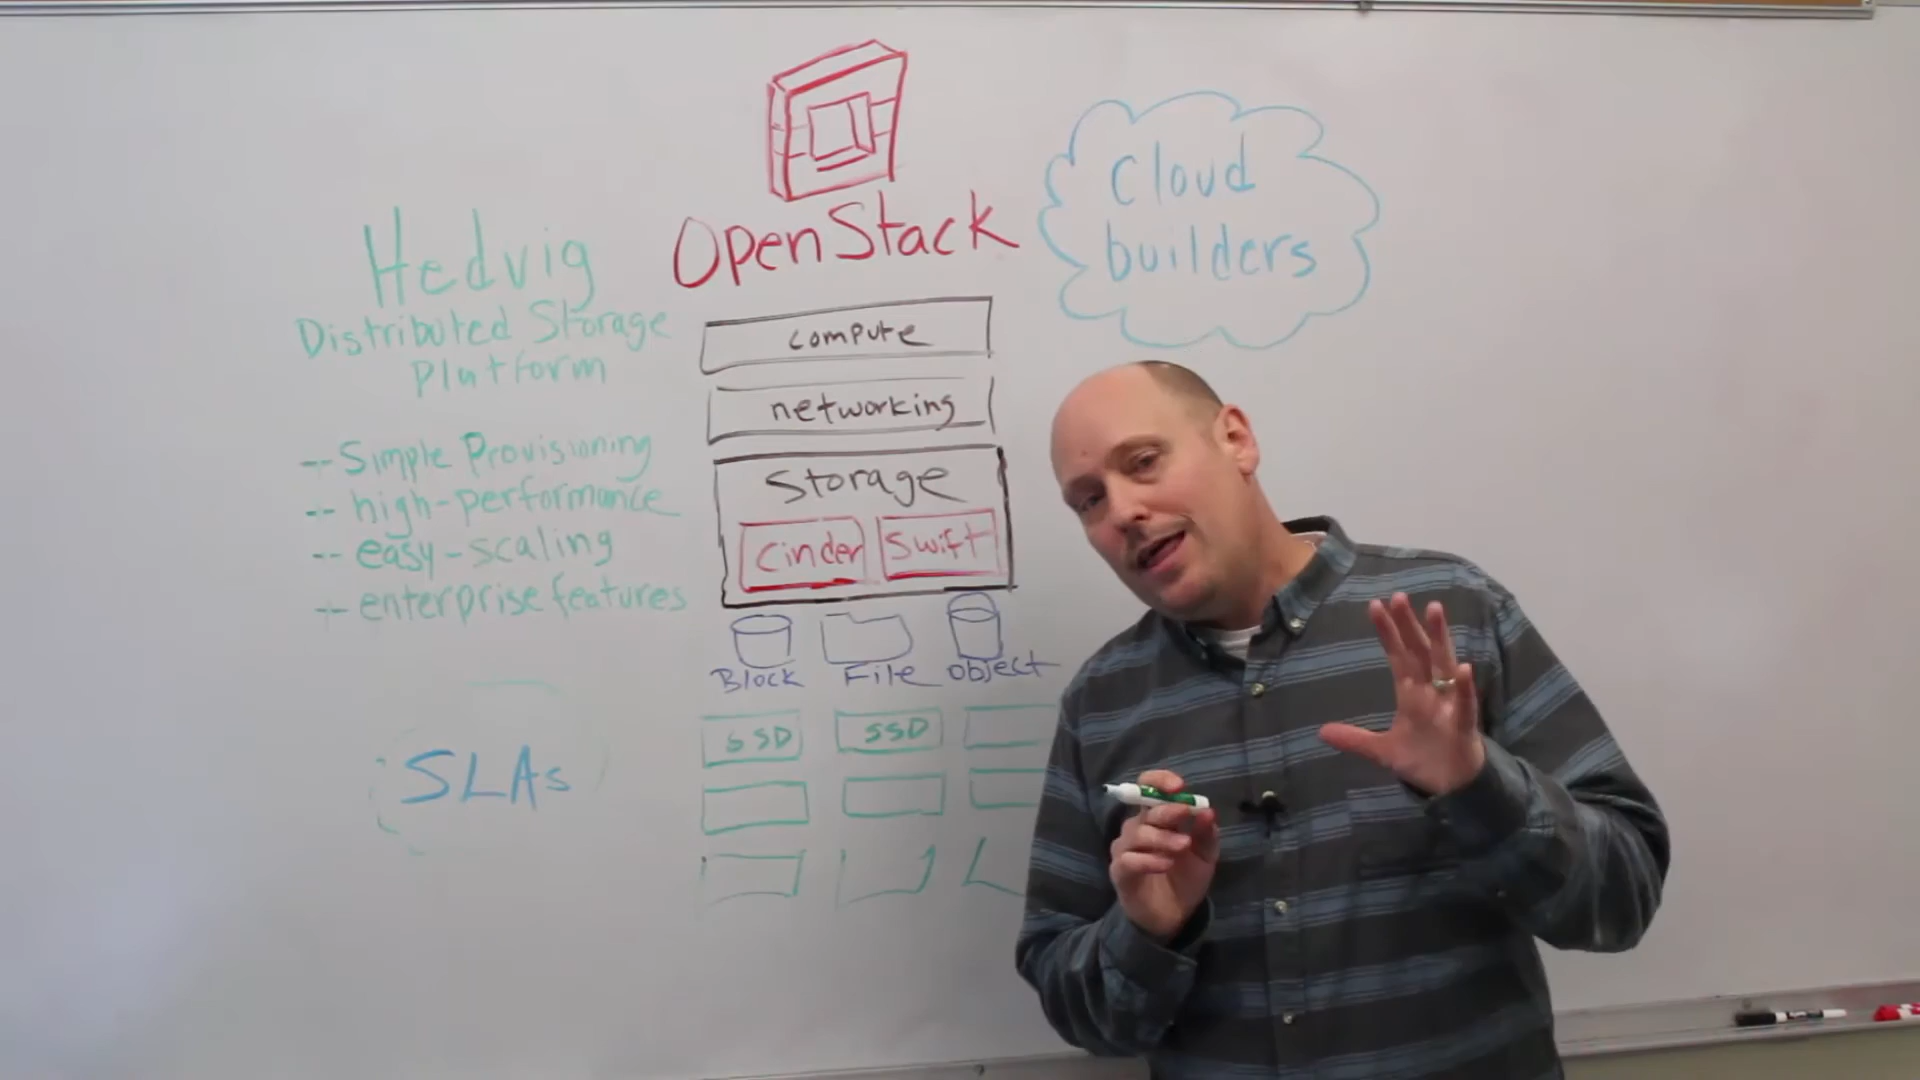 OpenStack
Cloud
builders
Hedvig
Distributed Storage
Platform
-- Simple Provisioning
-- high-performance
-- easy-scaling
-- enterprise features
SLAs
compute
networking
Storage
Cinder
Swift
Block
File
Object
SSD
SSD